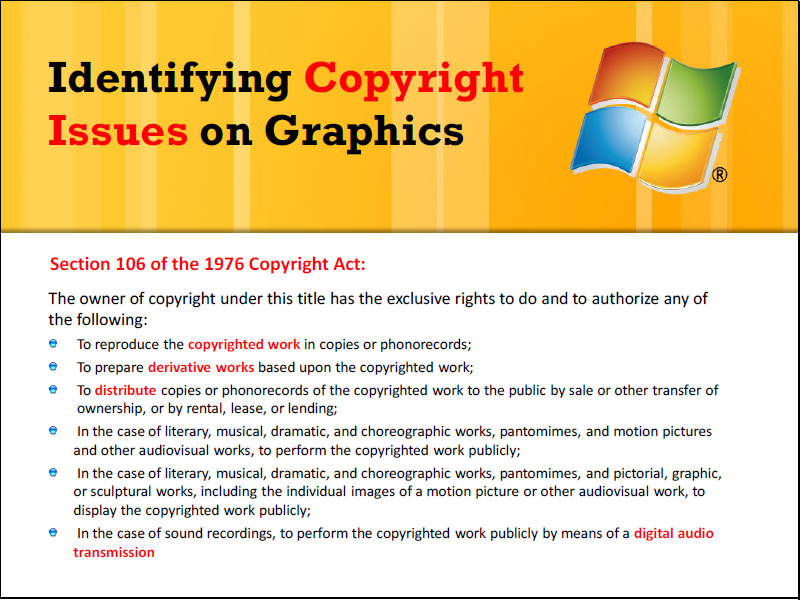 Identifying Copyright
Issues on Graphics
®
Section 106 of the 1976 Copyright Act:
The owner of copyright under this title has the exclusive rights to do and to authorize any of
the following:
To reproduce the copyrighted work in copies or phonorecords;
To prepare derivative works based upon the copyrighted work;
To distribute copies or phonorecords of the copyrighted work to the public by sale or other transfer of
ownership, or by rental, lease, or lending;
In the case of literary, musical, dramatic, and choreographic works, pantomimes, and motion pictures
and other audiovisual works, to perform the copyrighted work publicly;
In the case of literary, musical, dramatic, and choreographic works, pantomimes, and pictorial, graphic,
or sculptural works, including the individual images of a motion picture or other audiovisual work, to
display the copyrighted work publicly;
In the case of sound recordings, to perform the copyrighted work publicly by means of a digital audio
transmission